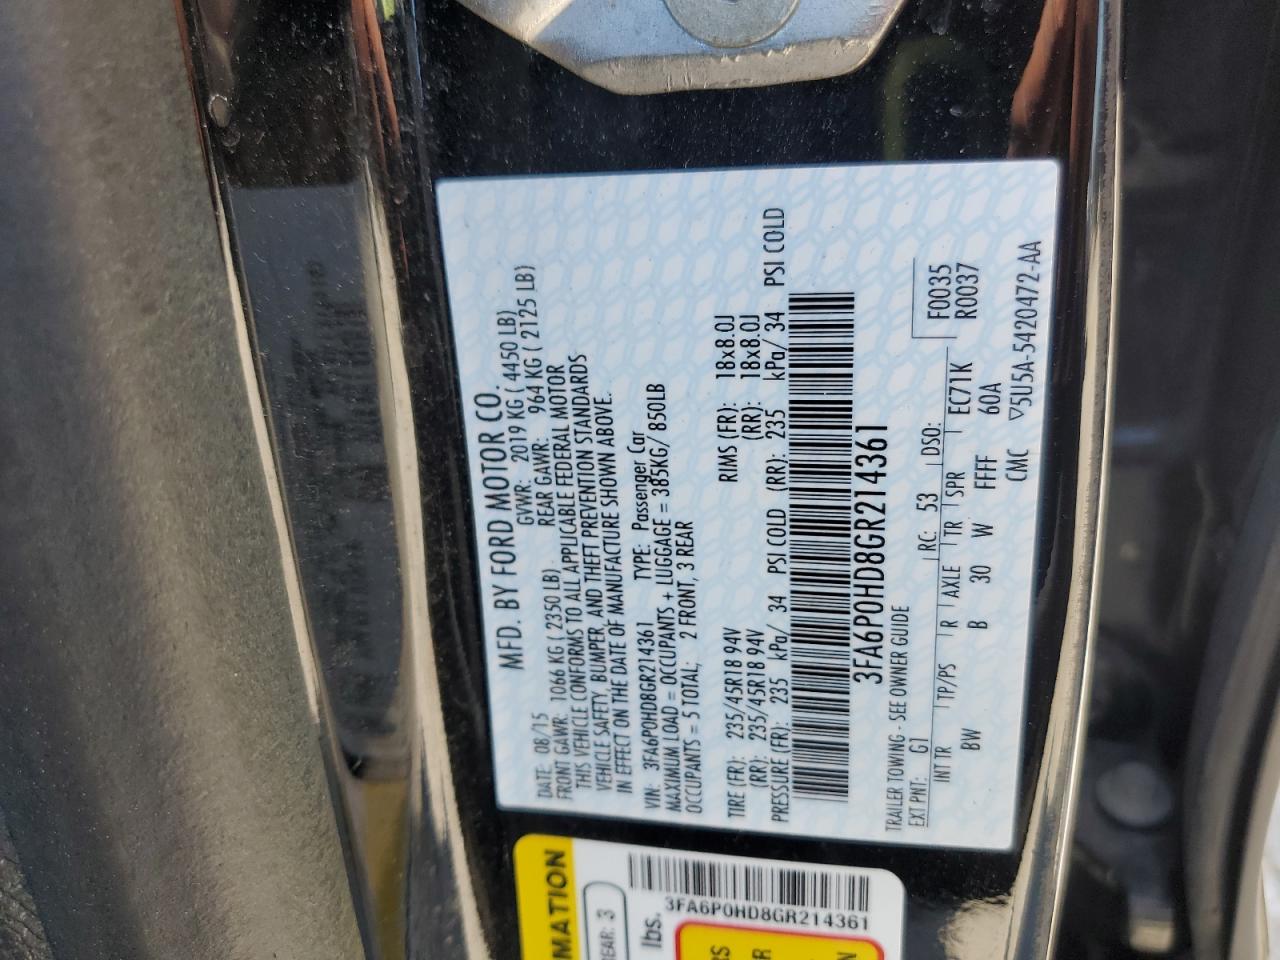 MFD. BY FORD MOTOR CO.
DATE: 08/15 GVWR: 2019 KG ( 4450 LB)
FRONT GAWR: 1066 KG ( 2350 LB) REAR GAWR: 964 KG ( 2125 LB)
THIS VEHICLE CONFORMS TO ALL APPLICABLE FEDERAL MOTOR
VEHICLE SAFETY, BUMPER, AND THEFT PREVENTION STANDARDS
IN EFFECT ON THE DATE OF MANUFACTURE SHOWN ABOVE.
VIN: 3FA6P0HD8GR214361 TYPE: Passenger Car
MAXIMUM LOAD = OCCUPANTS + LUGGAGE = 385KG/ 850LB
OCCUPANTS = 5 TOTAL; 2 FRONT, 3 REAR
TIRE (FR): 235/45R18 94V RIMS (FR): 18x8.0J
(RR): 235/45R18 94V (RR): 18x8.0J
PRESSURE (FR): 235 kPa/ 34 PSI COLD (RR): 235 kPa/ 34 PSI COLD
3FA6P0HD8GR214361
TRAILER TOWING - SEE OWNER GUIDE
EXT PNT: G1 RC: 53 DSO: F0035
R0037
INT TR TP/PS R AXLE TR SPR EC71K
BW B 30 W FFFF 60A
CMC ▽5U5A-5420472-AA
MATION
REAR: 3
lbs.
3FA6P0HD8GR214361